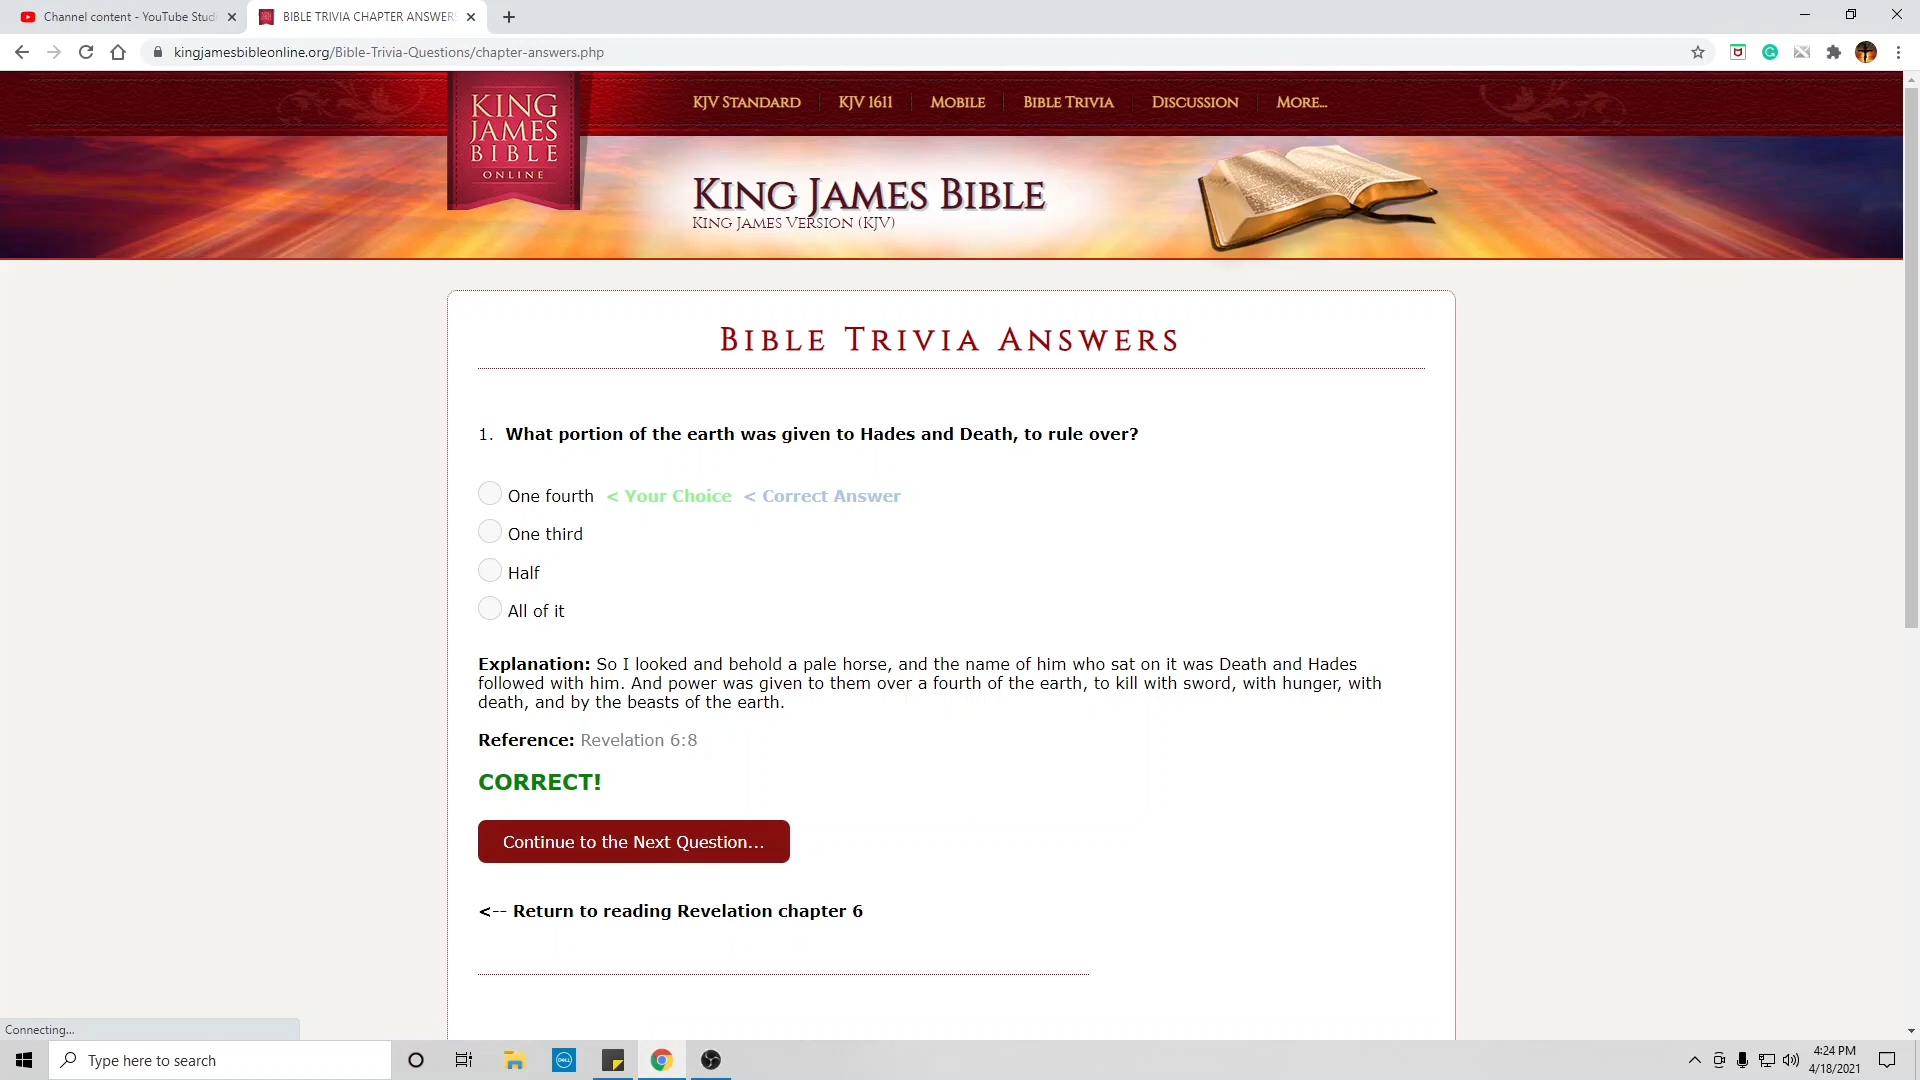 Channel content - YouTube Studi
BIBLE TRIVIA CHAPTER ANSWERS
kingjamesbibleonline.org/Bible-Trivia-Questions/chapter-answers.php
KING
JAMES
BIBLE
ONLINE
KJV STANDARD
KJV 1611
MOBILE
BIBLE TRIVIA
DISCUSSION
MORE...
KING JAMES BIBLE
KING JAMES VERSION (KJV)
BIBLE TRIVIA ANSWERS
1. What portion of the earth was given to Hades and Death, to rule over?
One fourth < Your Choice < Correct Answer
One third
Half
All of it
Explanation: So I looked and behold a pale horse, and the name of him who sat on it was Death and Hades
followed with him. And power was given to them over a fourth of the earth, to kill with sword, with hunger, with
death, and by the beasts of the earth.
Reference: Revelation 6:8
CORRECT!
Continue to the Next Question...
<-- Return to reading Revelation chapter 6
Connecting...
Type here to search
DELL
4:24 PM
4/18/2021